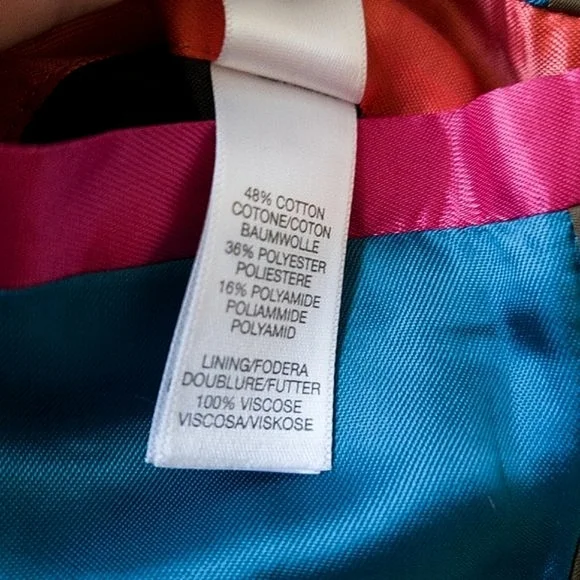 48% COTTON
COTONE/COTON
BAUMWOLLE
36% POLYESTER
POLIESTERE
16% POLYAMIDE
POLIAMMIDE
POLYAMID
LINING/FODERA
DOUBLURE/FUTTER
100% VISCOSE
VISCOSA/VISKOSE